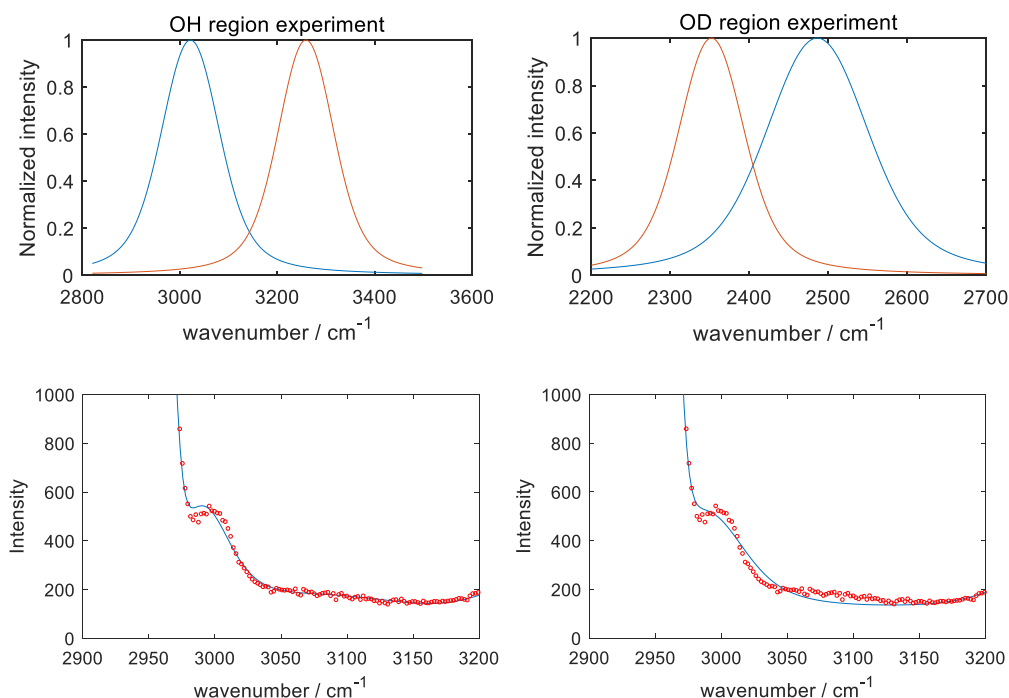 OH region experiment
1
0.8
0.6
0.4
0.2
0
Normalized intensity
2800 3000 3200 3400 3600
wavenumber / cm-1
OD region experiment
1
0.8
0.6
0.4
0.2
0
Normalized intensity
2200 2300 2400 2500 2600 2700
wavenumber / cm-1
1000
800
600
400
200
0
Intensity
2900 2950 3000 3050 3100 3150 3200
wavenumber / cm-1
1000
800
600
400
200
0
Intensity
2900 2950 3000 3050 3100 3150 3200
wavenumber / cm-1